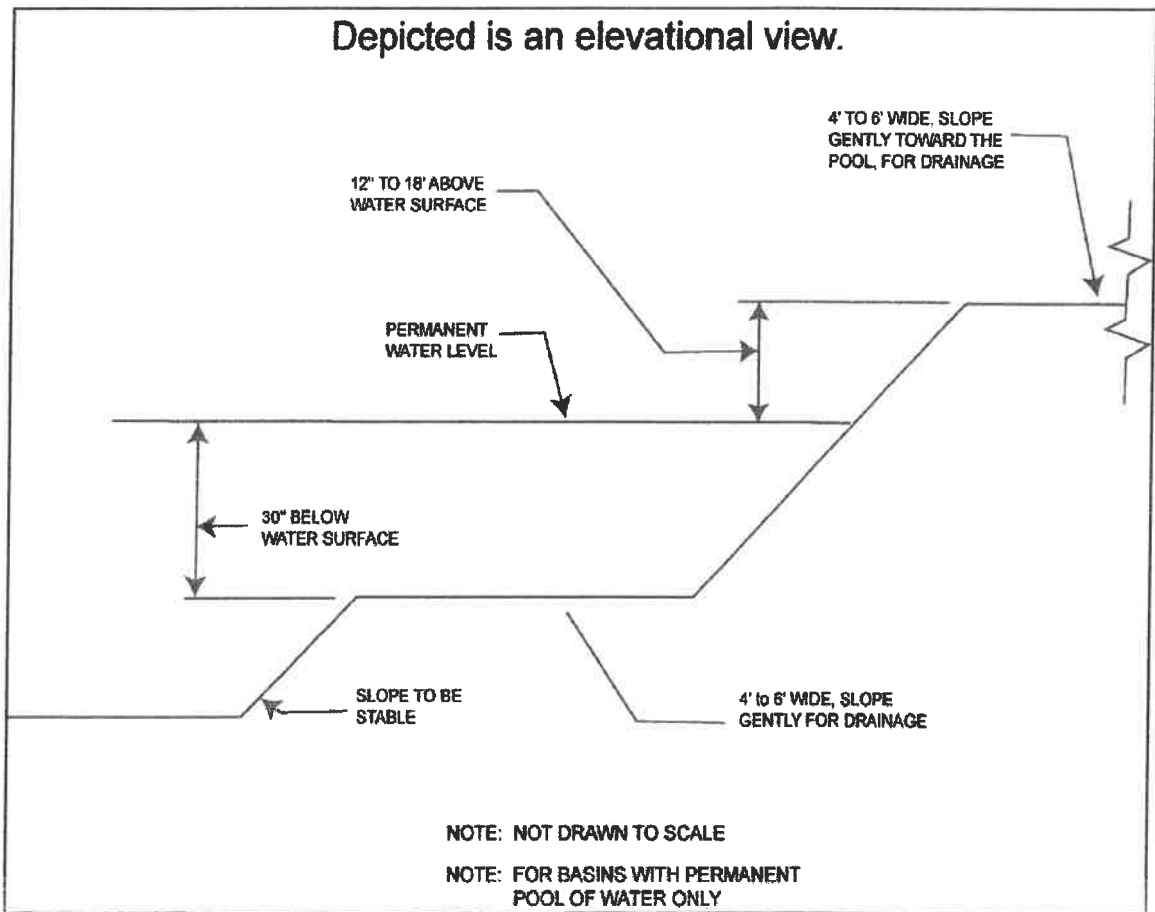 Depicted is an elevational view.
4' TO 6' WIDE, SLOPE
GENTLY TOWARD THE
POOL, FOR DRAINAGE
12" TO 18' ABOVE
WATER SURFACE
PERMANENT
WATER LEVEL
30" BELOW
WATER SURFACE
SLOPE TO BE
STABLE
4' to 6' WIDE, SLOPE
GENTLY FOR DRAINAGE
NOTE: NOT DRAWN TO SCALE
NOTE: FOR BASINS WITH PERMANENT
POOL OF WATER ONLY